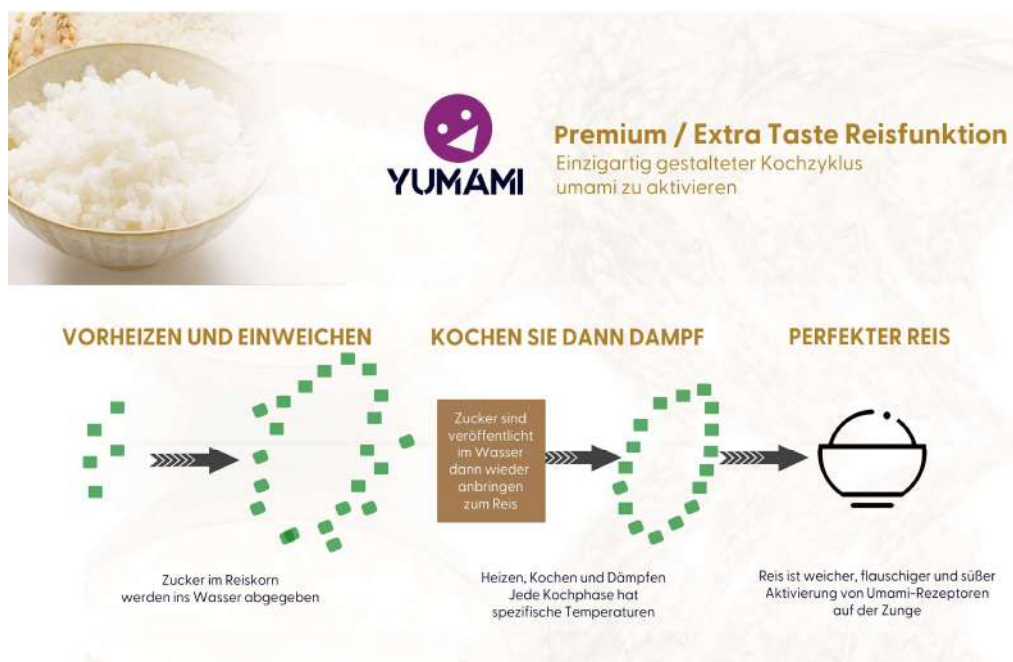 YUMAMI
Premium / Extra Taste Reisfunktion
Einzigartig gestalteter Kochzyklus
umami zu aktivieren
VORHEIZEN UND EINWEICHEN
KOCHEN SIE DANN DAMPF
PERFEKTER REIS
Zucker sind
veröffentlicht
im Wasser
dann wieder
anbringen
zum Reis
Zucker im Reiskorn
werden ins Wasser abgegeben
Heizen, Kochen und Dämpfen
Jede Kochphase hat
spezifische Temperaturen
Reis ist weicher, flauschiger und süßer
Aktivierung von Umami-Rezeptoren
auf der Zunge